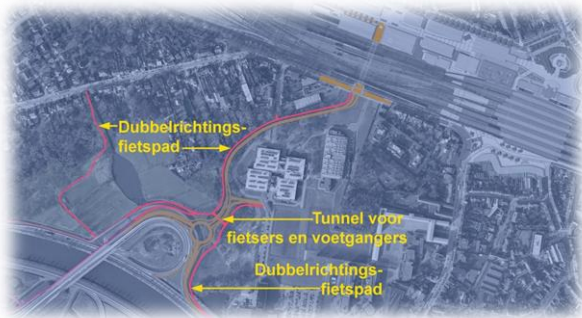 Dubbelrichtings-
fietspad
Tunnel voor
fietsers en voetgangers
Dubbelrichtings-
fietspad